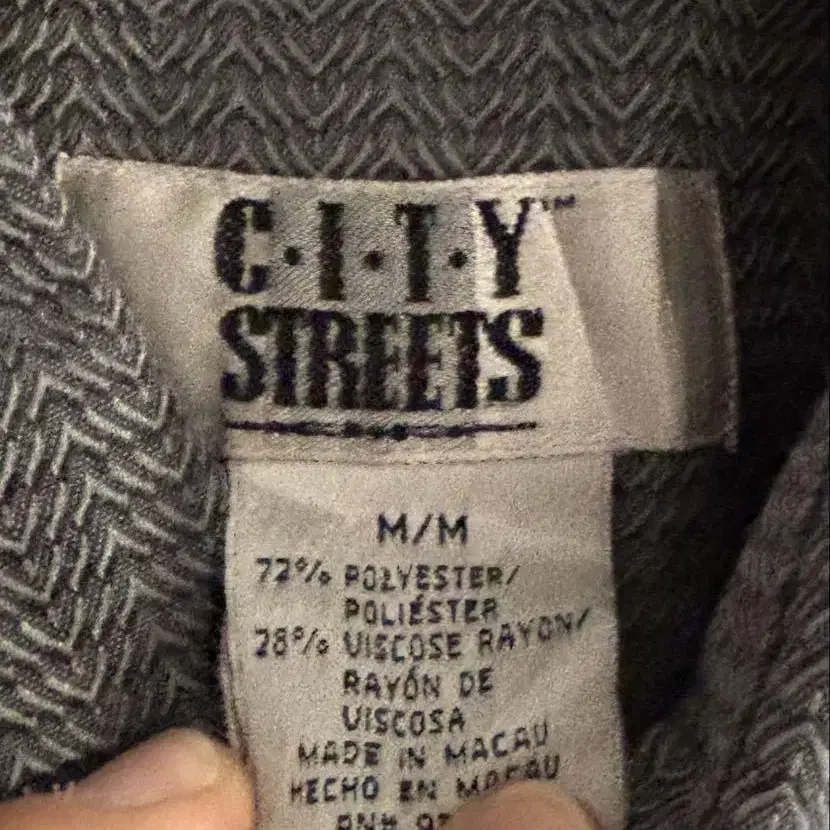 C·I·T·Y™
STREETS
M/M
72% POLYESTER/
POLIÉSTER
28% VISCOSE RAYON/
RAYÓN DE
VISCOSA
MADE IN MACAU
HECHO EN MACAU